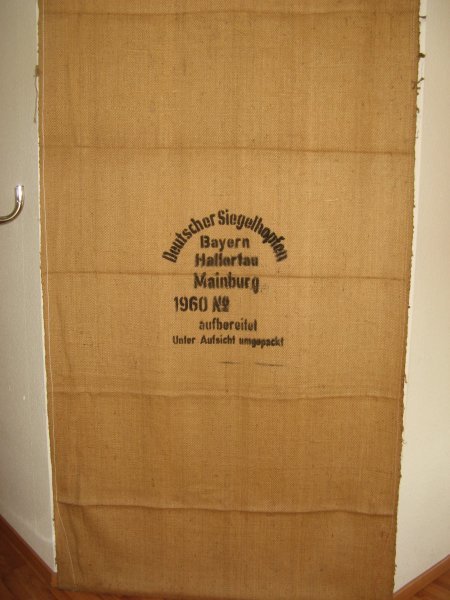 Deutscher Siegelhopfen
Bayern
Hallertau
Mainburg
1960 №
aufbereitet
Unter Aufsicht umgepackt